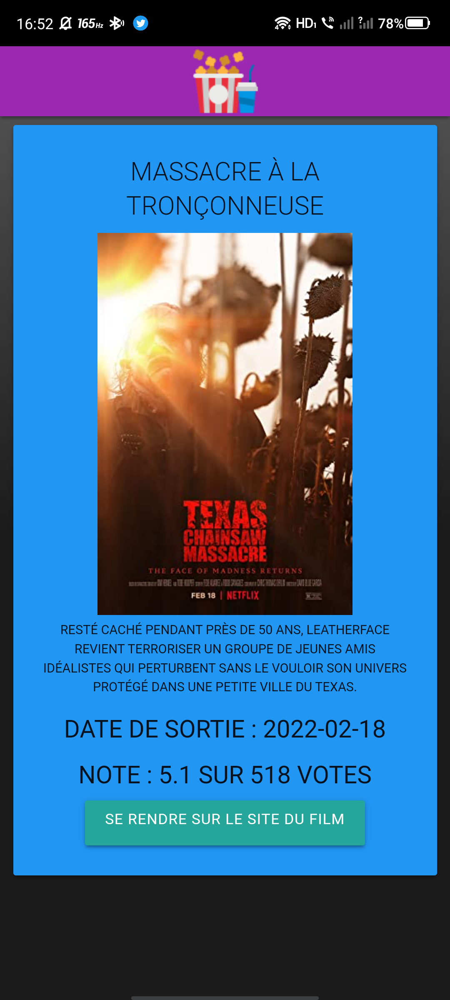 16:52 165Hz HD1 78%
MASSACRE À LA
TRONÇONNEUSE
TEXAS
CHAINSAW
MASSACRE
THE FACE OF MADNESS RETURNS
FEB 18 | NETFLIX
RESTÉ CACHÉ PENDANT PRÈS DE 50 ANS, LEATHERFACE
REVIENT TERRORISER UN GROUPE DE JEUNES AMIS
IDÉALISTES QUI PERTURBENT SANS LE VOULOIR SON UNIVERS
PROTÉGÉ DANS UNE PETITE VILLE DU TEXAS.
DATE DE SORTIE : 2022-02-18
NOTE : 5.1 SUR 518 VOTES
SE RENDRE SUR LE SITE DU FILM